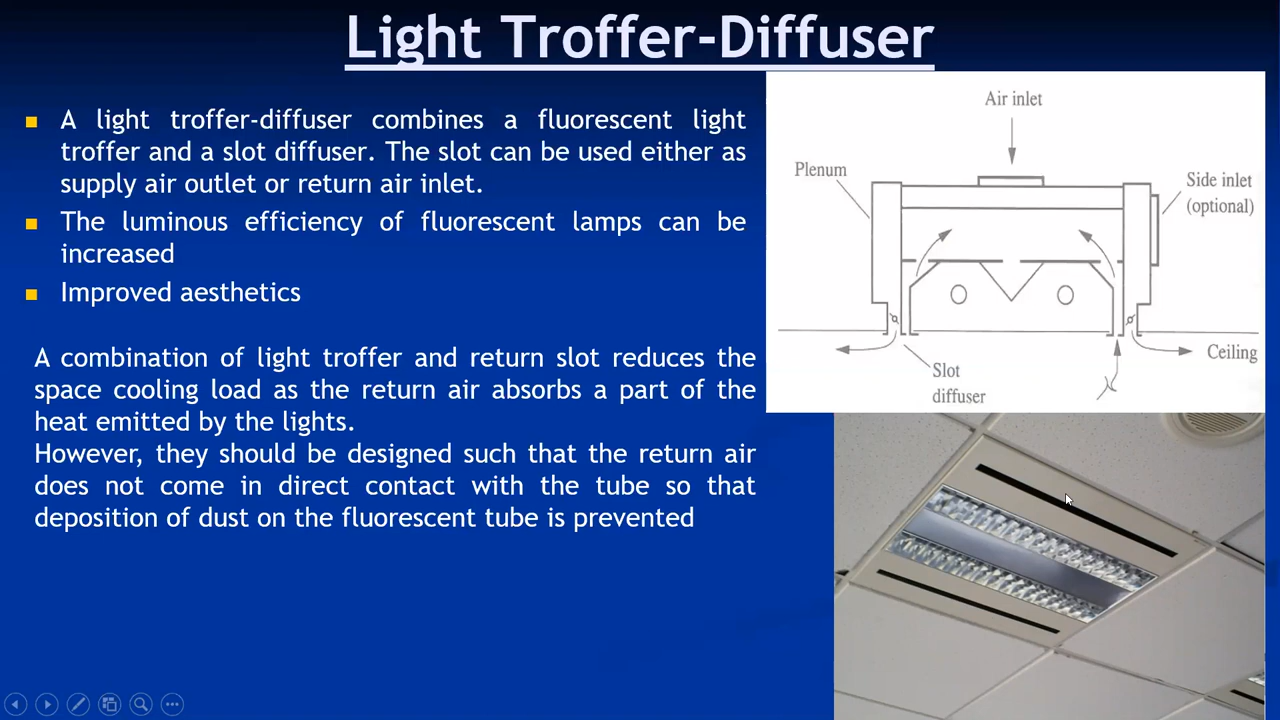 Light Troffer-Diffuser
A light troffer-diffuser combines a fluorescent light
troffer and a slot diffuser. The slot can be used either as
supply air outlet or return air inlet.
The luminous efficiency of fluorescent lamps can be
increased
Improved aesthetics
A combination of light troffer and return slot reduces the
space cooling load as the return air absorbs a part of the
heat emitted by the lights.
However, they should be designed such that the return air
does not come in direct contact with the tube so that
deposition of dust on the fluorescent tube is prevented
Air inlet
Plenum
Side inlet
(optional)
Slot
diffuser
Ceiling